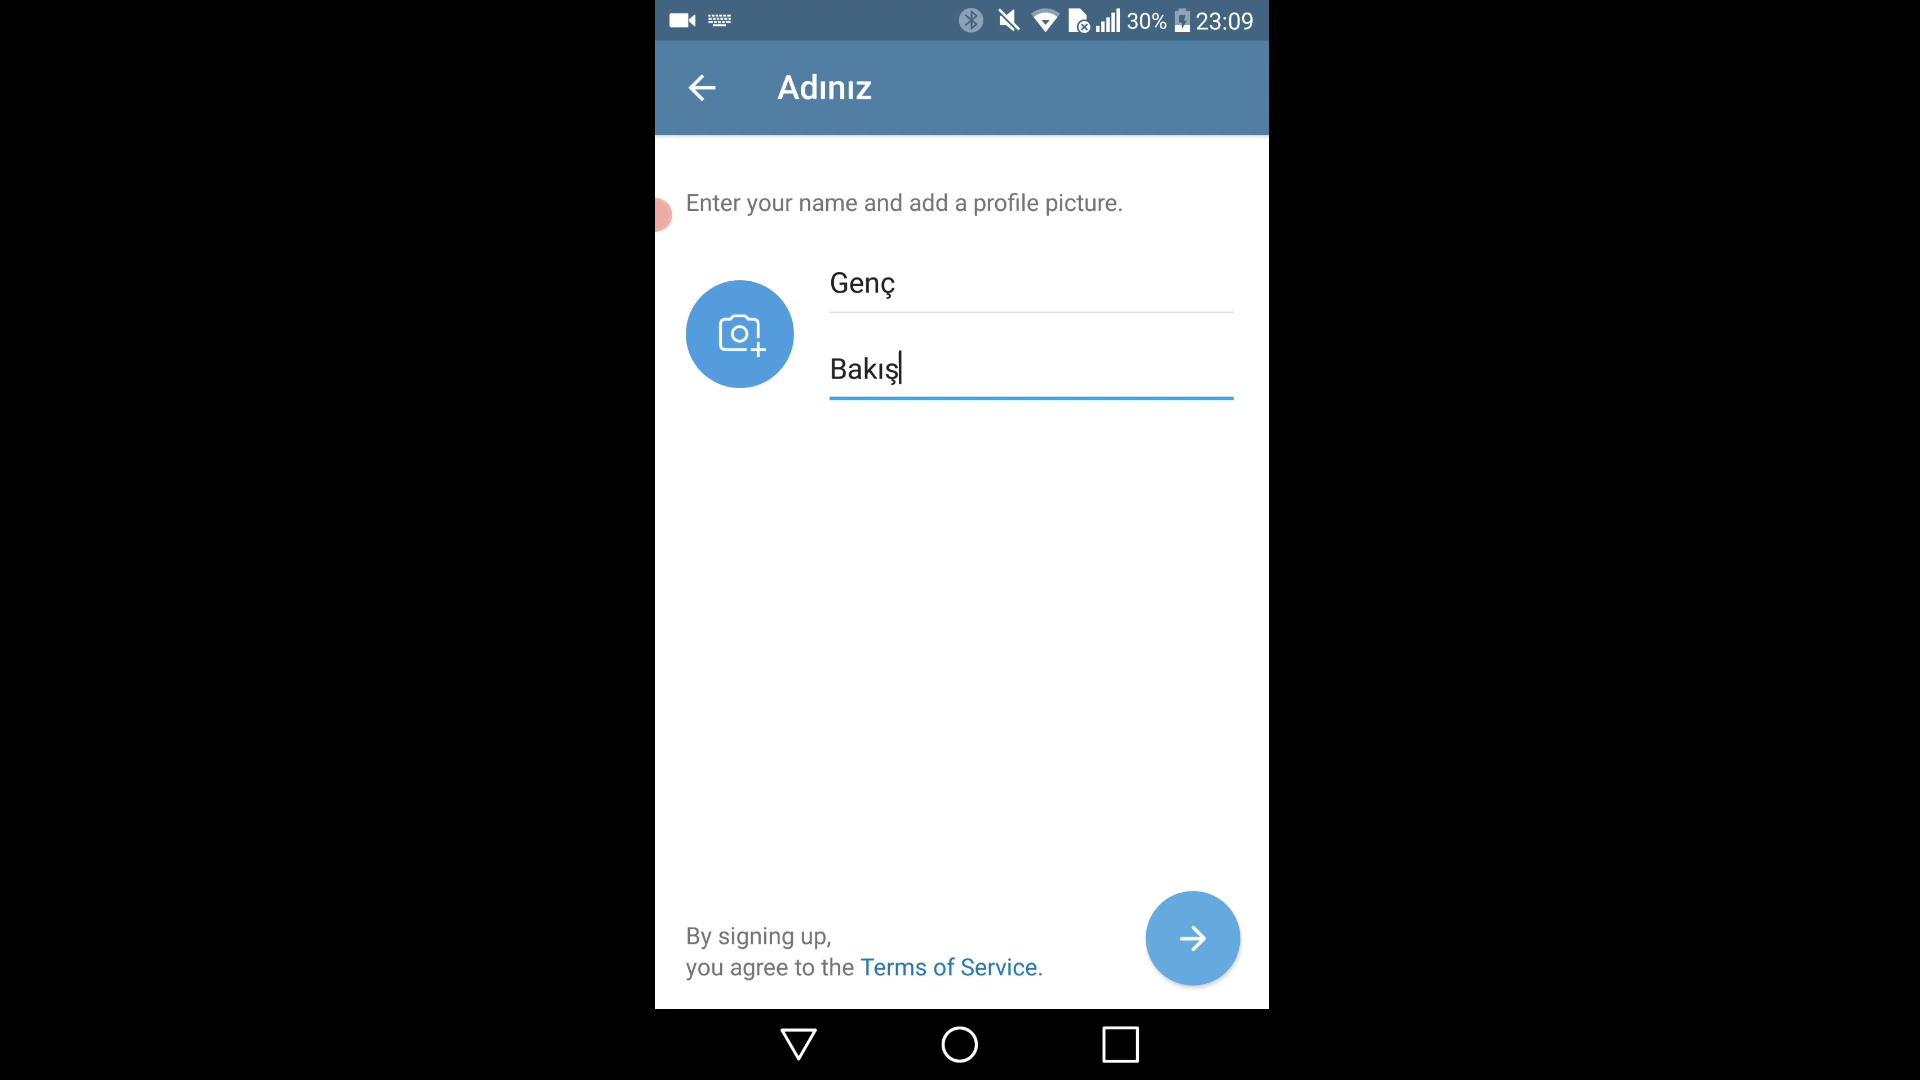 30% 23:09
Adınız
Enter your name and add a profile picture.
Genç
Bakış
By signing up,
you agree to the Terms of Service.